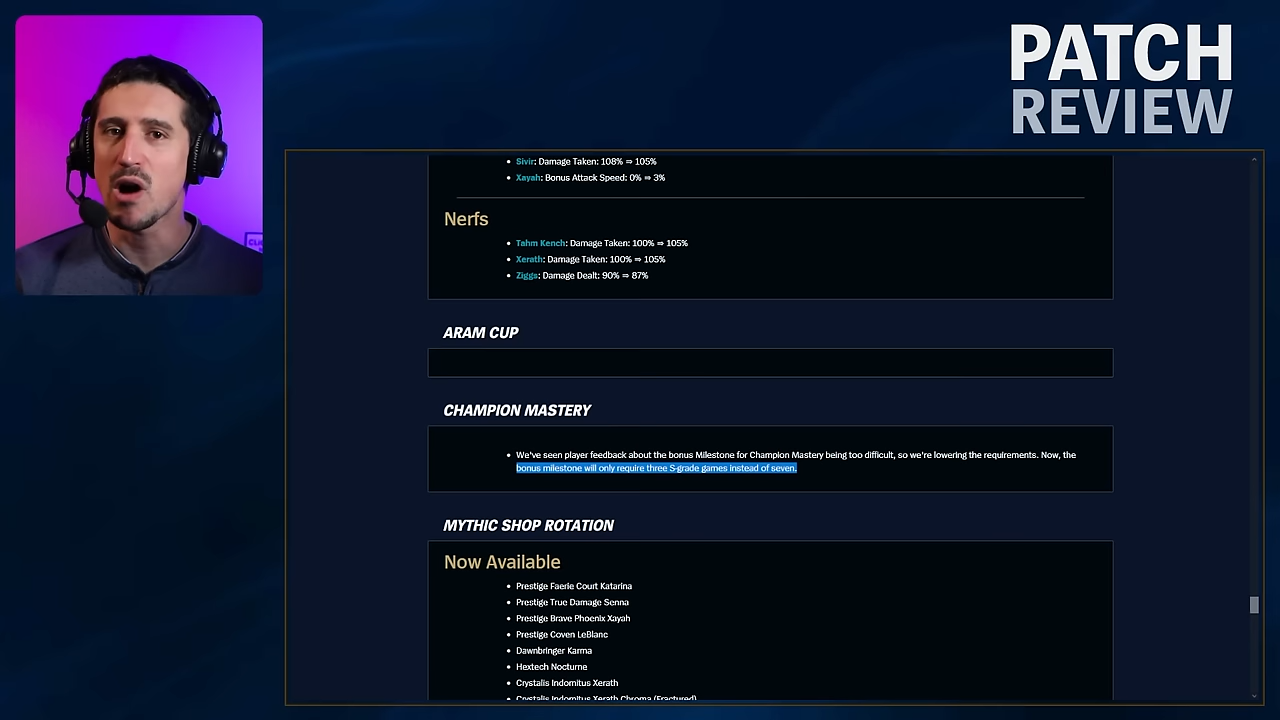 PATCH
REVIEW
Sivir: Damage Taken: 108% ⇒ 105%
Xayah: Bonus Attack Speed: 0% ⇒ 3%
Nerfs
Tahm Kench: Damage Taken: 100% ⇒ 105%
Xerath: Damage Taken: 100% ⇒ 105%
Ziggs: Damage Dealt: 90% ⇒ 87%
ARAM CUP
CHAMPION MASTERY
We've seen player feedback about the bonus Milestone for Champion Mastery being too difficult, so we're lowering the requirements. Now, the
bonus milestone will only require three S-grade games instead of seven.
MYTHIC SHOP ROTATION
Now Available
Prestige Faerie Court Katarina
Prestige True Damage Senna
Prestige Brave Phoenix Xayah
Prestige Coven LeBlanc
Dawnbringer Karma
Hextech Nocturne
Crystalis Indomitus Xerath
Crystalis Indomitus Xerath Chroma (Fractured)